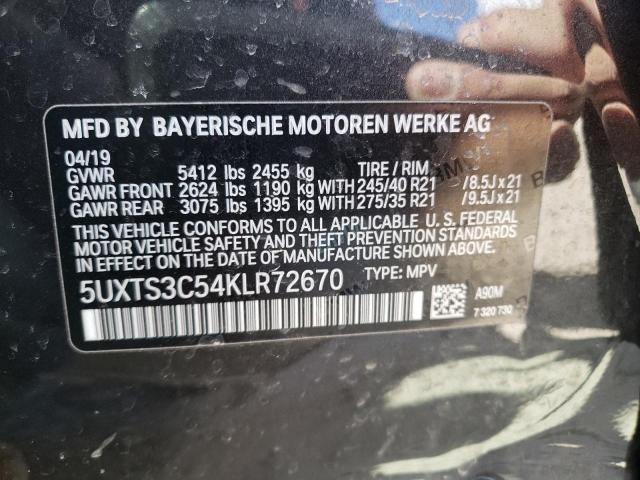 MFD BY BAYERISCHE MOTOREN WERKE AG
04/19
GVWR 5412 lbs 2455 kg TIRE / RIM
GAWR FRONT 2624 lbs 1190 kg WITH 245/40 R21 /8.5J x 21
GAWR REAR 3075 lbs 1395 kg WITH 275/35 R21 /9.5J x 21
THIS VEHICLE CONFORMS TO ALL APPLICABLE U. S. FEDERAL
MOTOR VEHICLE SAFETY AND THEFT PREVENTION STANDARDS
IN EFFECT ON THE DATE OF MANUFACTURE SHOWN ABOVE.
5UXTS3C54KLR72670 TYPE: MPV
A90M
7 320 730